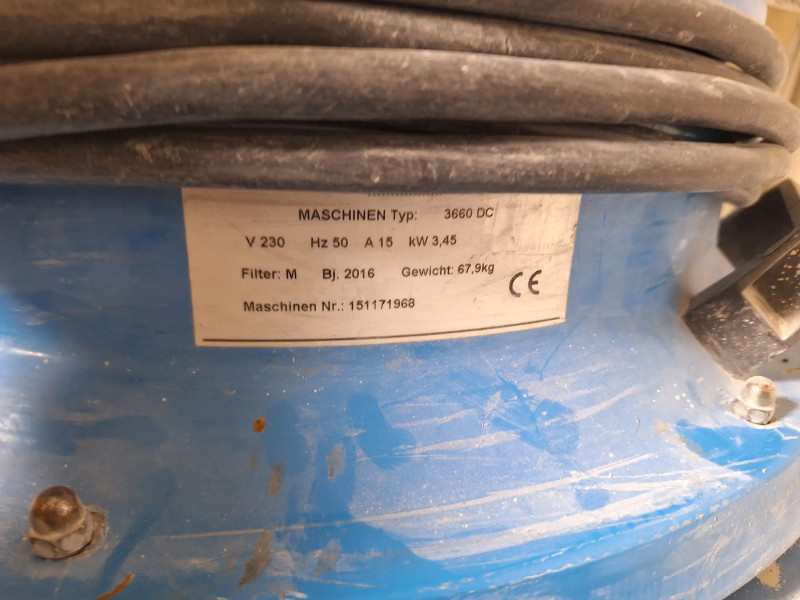 MASCHINEN Typ: 3660 DC
V 230 Hz 50 A 15 kW 3,45
Filter: M Bj. 2016 Gewicht: 67,9kg
CE
Maschinen Nr.: 151171968